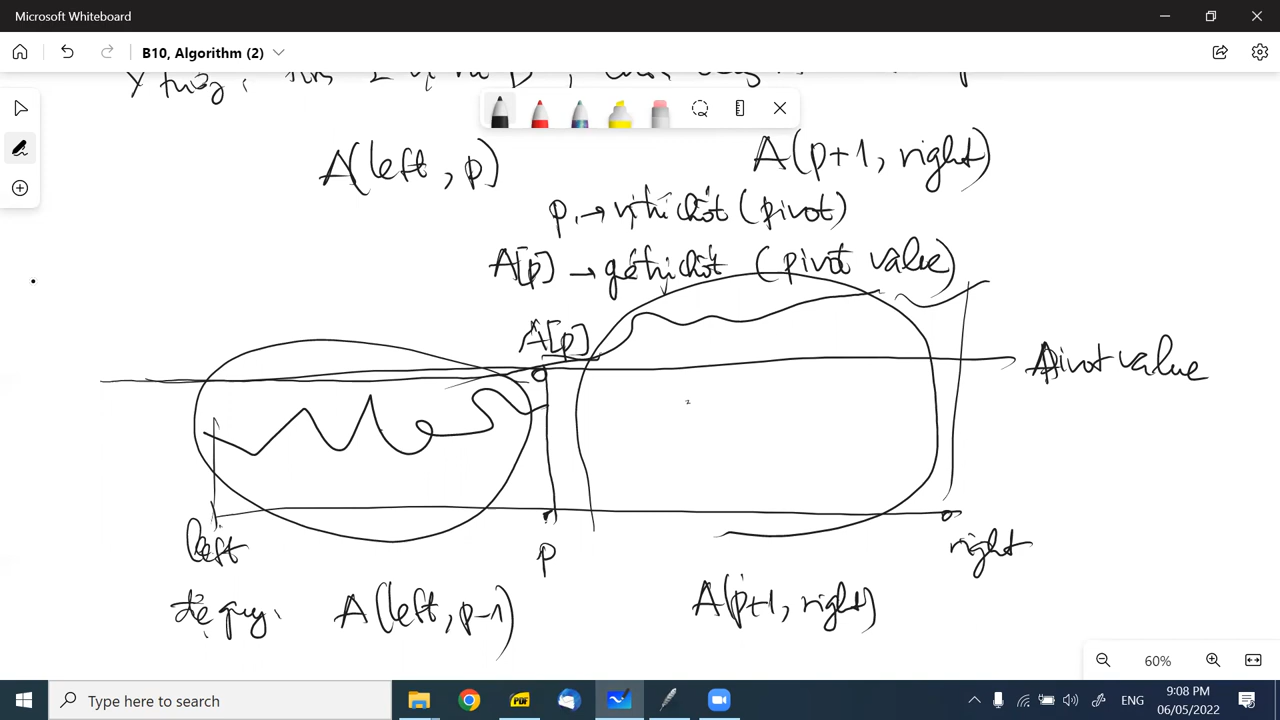 Microsoft Whiteboard
B10, Algorithm (2)
Ý tưởng:
A(left, p)
A(p+1, right)
p → vị trí chốt (pivot)
A[p] → giá trị chốt (pivot value)
A[p]
pivot value
left
p
right
đệ quy:
A(left, p-1)
A(p+1, right)
60%
Type here to search
PDF
ENG
9:08 PM
06/05/2022